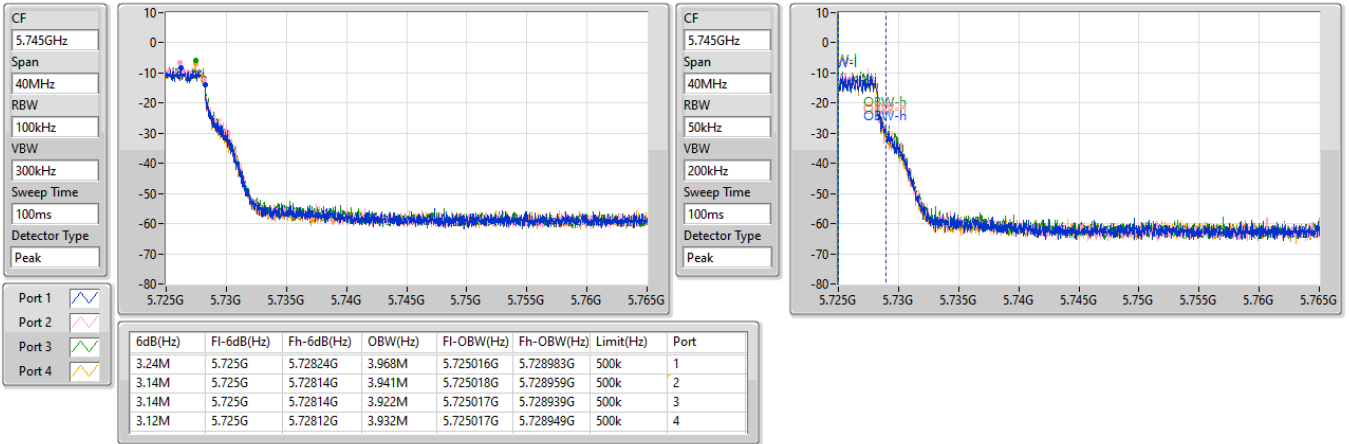 CF
5.745GHz
Span
40MHz
RBW
100kHz
VBW
300kHz
Sweep Time
100ms
Detector Type
Peak
10
0
-10
-20
-30
-40
-50
-60
-70
-80
5.725G 5.73G 5.735G 5.74G 5.745G 5.75G 5.755G 5.76G 5.765G
CF
5.745GHz
Span
40MHz
RBW
50kHz
VBW
200kHz
Sweep Time
100ms
Detector Type
Peak
10
0
-10
-20
-30
-40
-50
-60
-70
-80
OBW-h
OBW-h
5.725G 5.73G 5.735G 5.74G 5.745G 5.75G 5.755G 5.76G 5.765G
Port 1
Port 2
Port 3
Port 4
6dB(Hz) Fl-6dB(Hz) Fh-6dB(Hz) OBW(Hz) Fl-OBW(Hz) Fh-OBW(Hz) Limit(Hz) Port
3.24M 5.725G 5.72824G 3.968M 5.725016G 5.728983G 500k 1
3.14M 5.725G 5.72814G 3.941M 5.725018G 5.728959G 500k 2
3.14M 5.725G 5.72814G 3.922M 5.725017G 5.728939G 500k 3
3.12M 5.725G 5.72812G 3.932M 5.725017G 5.728949G 500k 4